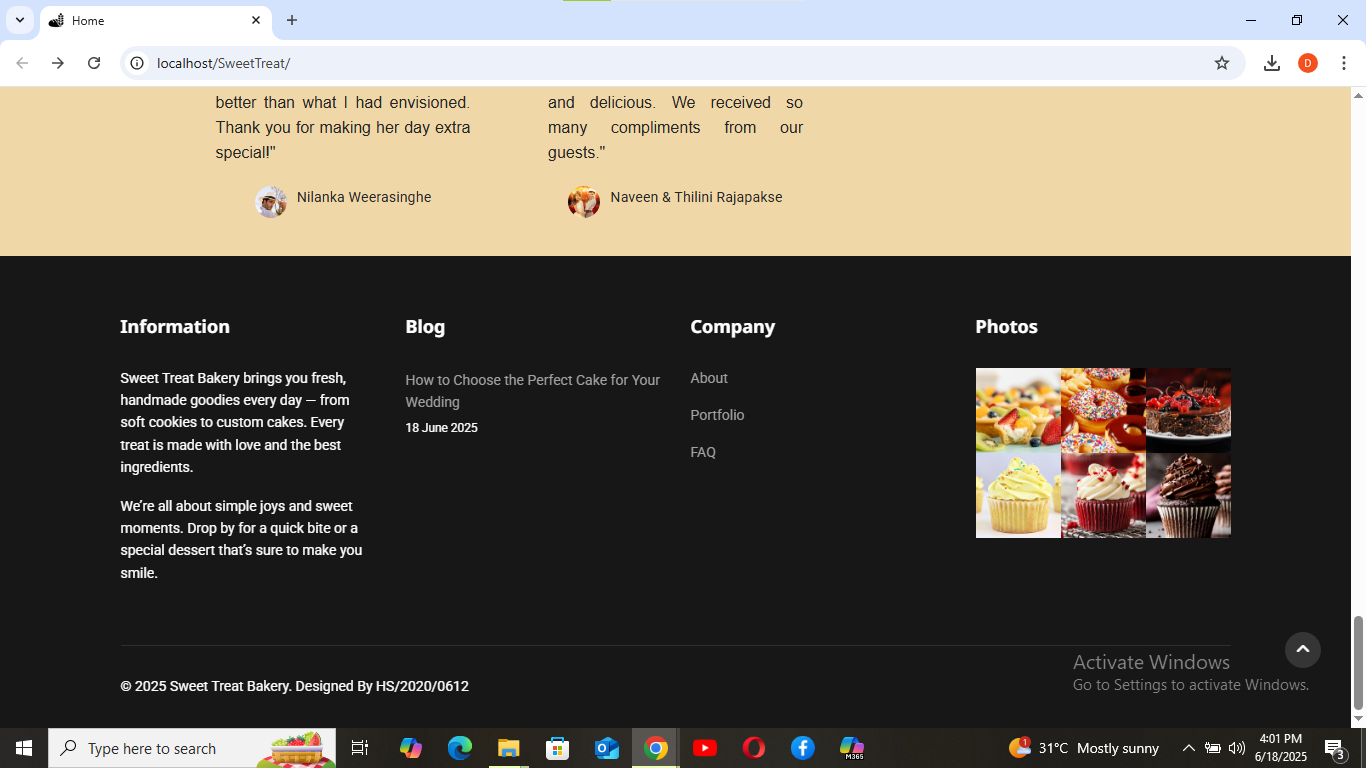 Home
localhost/SweetTreat/
D
better than what I had envisioned.
Thank you for making her day extra
special!"
Nilanka Weerasinghe
and delicious. We received so
many compliments from our
guests."
Naveen & Thilini Rajapakse
Information
Sweet Treat Bakery brings you fresh,
handmade goodies every day — from
soft cookies to custom cakes. Every
treat is made with love and the best
ingredients.
We’re all about simple joys and sweet
moments. Drop by for a quick bite or a
special dessert that’s sure to make you
smile.
Blog
How to Choose the Perfect Cake for Your
Wedding
18 June 2025
Company
About
Portfolio
FAQ
Photos
© 2025 Sweet Treat Bakery. Designed By HS/2020/0612
Activate Windows
Go to Settings to activate Windows.
Type here to search
M365
1
31°C Mostly sunny
4:01 PM
6/18/2025
3